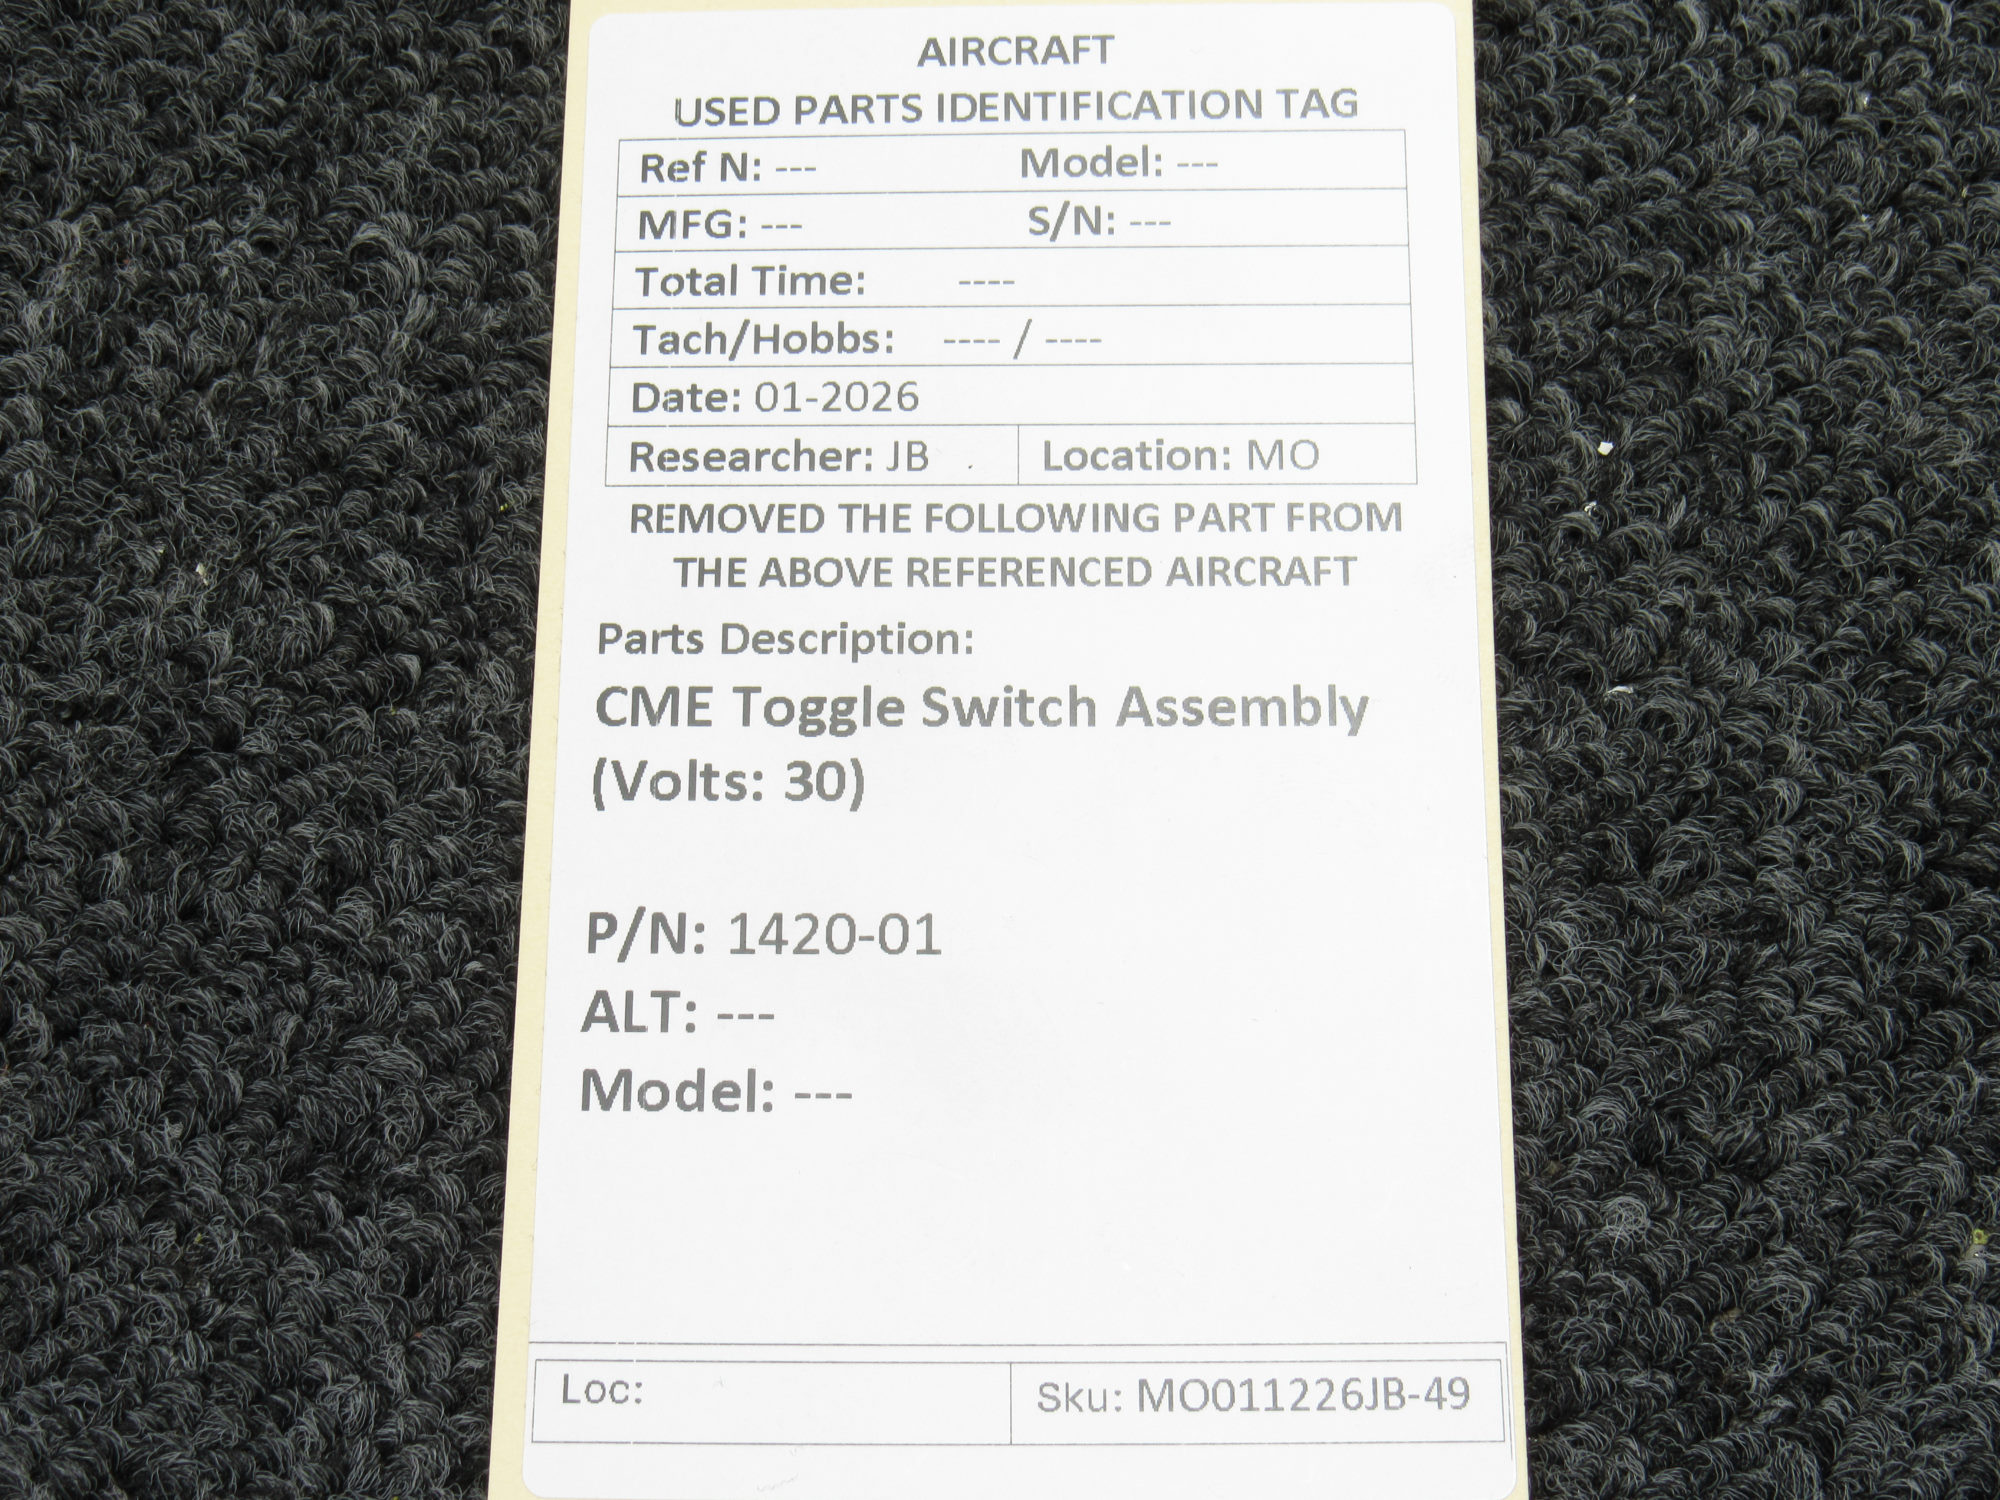 AIRCRAFT
USED PARTS IDENTIFICATION TAG
Ref N: --- Model: ---
MFG: --- S/N: ---
Total Time: ----
Tach/Hobbs: ---- / ----
Date: 01-2026
Researcher: JB Location: MO
REMOVED THE FOLLOWING PART FROM
THE ABOVE REFERENCED AIRCRAFT
Parts Description:
CME Toggle Switch Assembly
(Volts: 30)
P/N: 1420-01
ALT: ---
Model: ---
Loc: Sku: MO011226JB-49